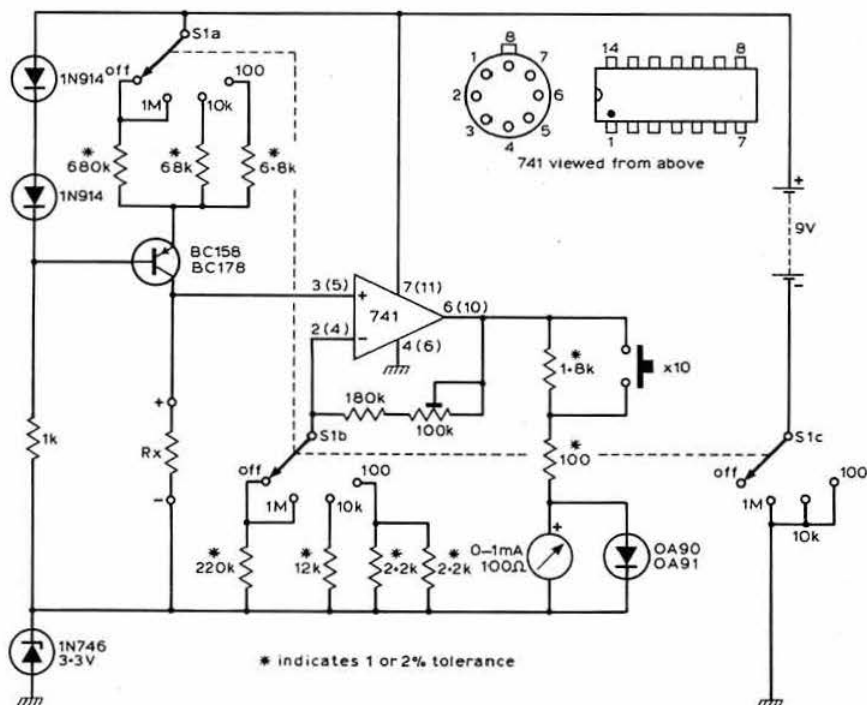 S1a
8
1N914
off
100
1M
10k
1
7
2
6
3
5
4
14
8
1
7
741 viewed from above
*
680k
*
68k
*
6·8k
1N914
+
9V
-
BC158
BC178
3 (5)
+
7 (11)
741
6 (10)
2 (4)
-
4 (6)
*
1·8k
x10
180k
100k
+
1k
Rx
-
S1b
S1c
off
100
1M
10k
*
100
off
100
1M
10k
*
220k
*
12k
*
2·2k
*
2·2k
+
0–1mA
100Ω
OA90
OA91
1N746
3·3V
* indicates 1 or 2% tolerance